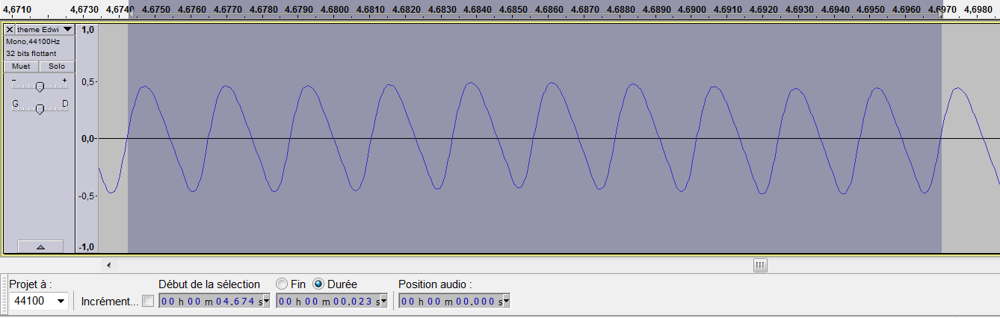 4,6710 4,6730 4,6740 4.6750 4.6760 4.6770 4.6780 4.6790 4.6800 4.6810 4.6820 4.6830 4.6840 4.6850 4.6860 4.6870 4.6880 4.6890 4.6900 4.6910 4.6920 4.6930 4.6940 4.6950 4.6960 4.6970 4,6980
theme Edwi
Mono,44100Hz
32 bits flottant
Muet Solo
- +
G D
1,0
0,5-
0,0-
-0,5-
-1,0
Projet à :
44100
Incrément...
Début de la sélection
00 h 00 m 04.674 s
Fin Durée
00 h 00 m 00.023 s
Position audio :
00 h 00 m 00.000 s